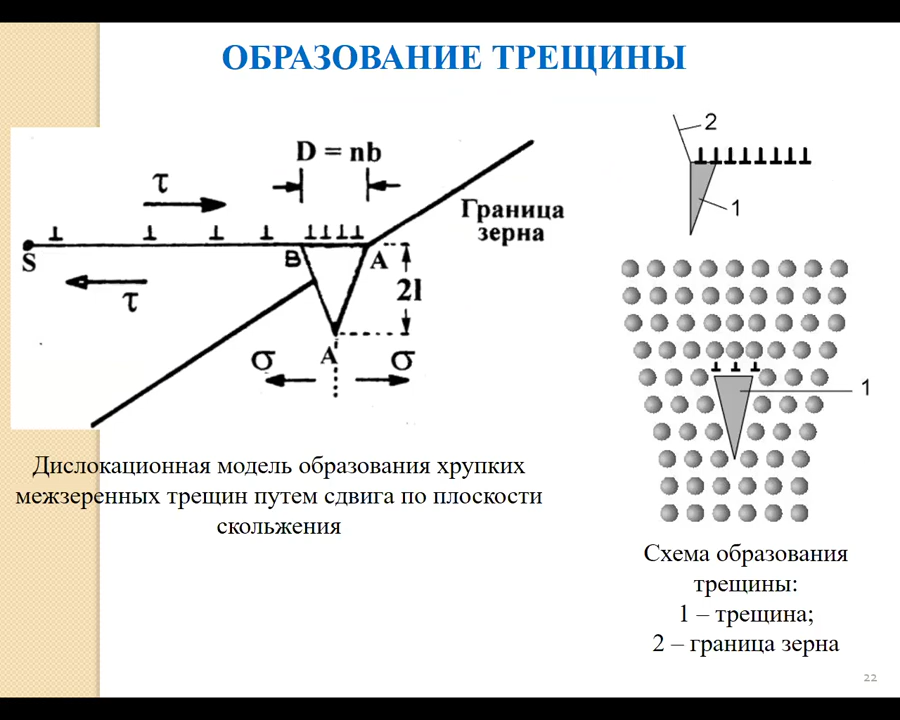 ОБРАЗОВАНИЕ ТРЕЩИНЫ
D = nb
τ
Граница
зерна
S
B
A
τ
2l
σ
A
σ
Дислокационная модель образования хрупких
межзеренных трещин путем сдвига по плоскости
скольжения
2
1
1
Схема образования
трещины:
1 – трещина;
2 – граница зерна
22